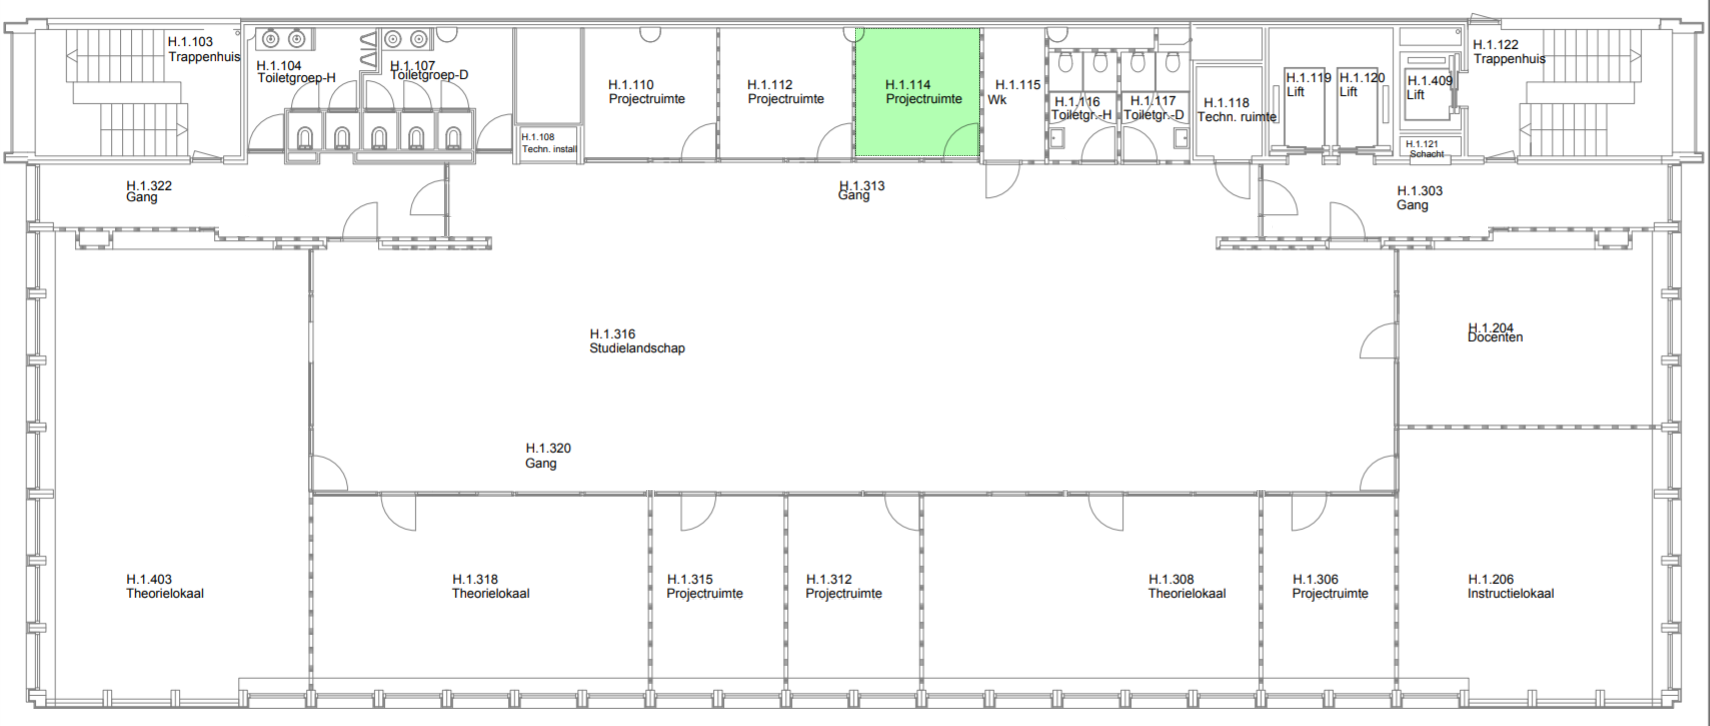 H.1.103
Trappenhuis
H.1.104
Toiletgroep-H
H.1.107
Toiletgroep-D
H.1.108
Techn. install
H.1.110
Projectruimte
H.1.112
Projectruimte
H.1.114
Projectruimte
H.1.115
Wk
H.1.116
Toiletgr.-H
H.1.117
Toiletgr.-D
H.1.118
Techn. ruimte
H.1.119
Lift
H.1.120
Lift
H.1.409
Lift
H.1.121
Schacht
H.1.122
Trappenhuis
H.1.322
Gang
H.1.313
Gang
H.1.303
Gang
H.1.316
Studielandschap
H.1.204
Docenten
H.1.320
Gang
H.1.403
Theorielokaal
H.1.318
Theorielokaal
H.1.315
Projectruimte
H.1.312
Projectruimte
H.1.308
Theorielokaal
H.1.306
Projectruimte
H.1.206
Instructielokaal